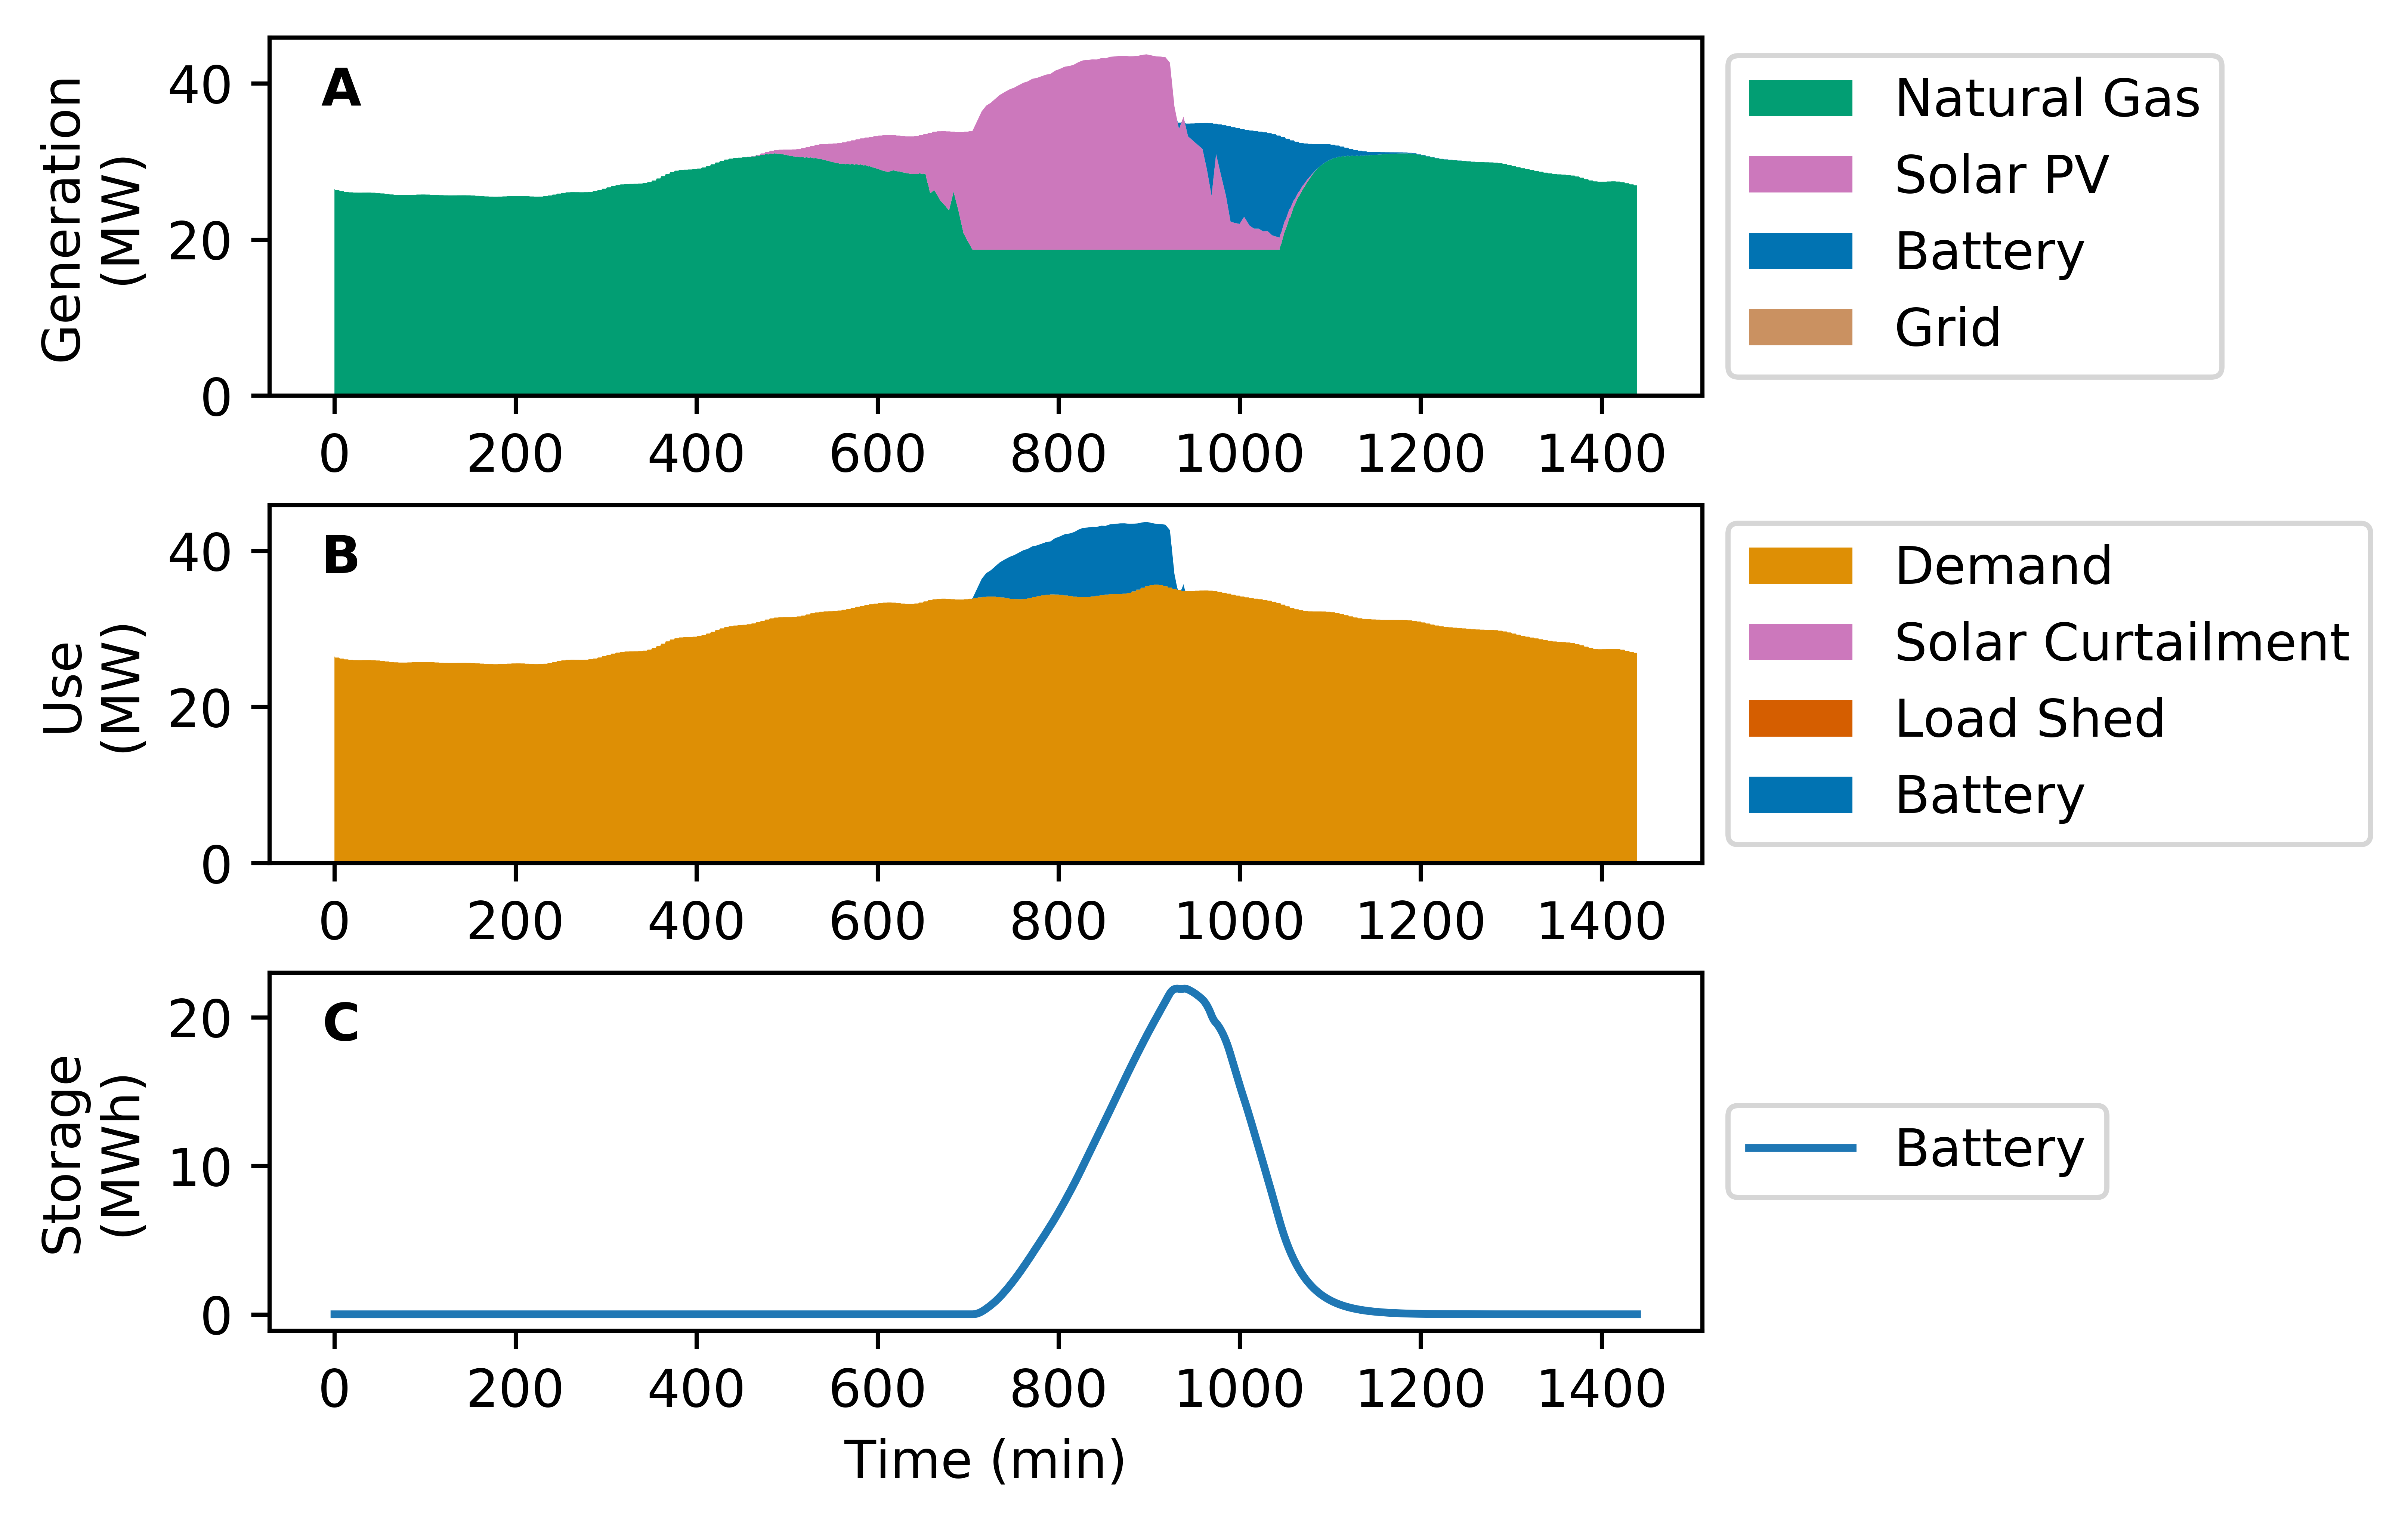 A
Generation
(MW)
40
20
0
0 200 400 600 800 1000 1200 1400
Natural Gas
Solar PV
Battery
Grid
B
Use
(MW)
40
20
0
0 200 400 600 800 1000 1200 1400
Demand
Solar Curtailment
Load Shed
Battery
C
Storage
(MWh)
20
10
0
0 200 400 600 800 1000 1200 1400
Time (min)
Battery